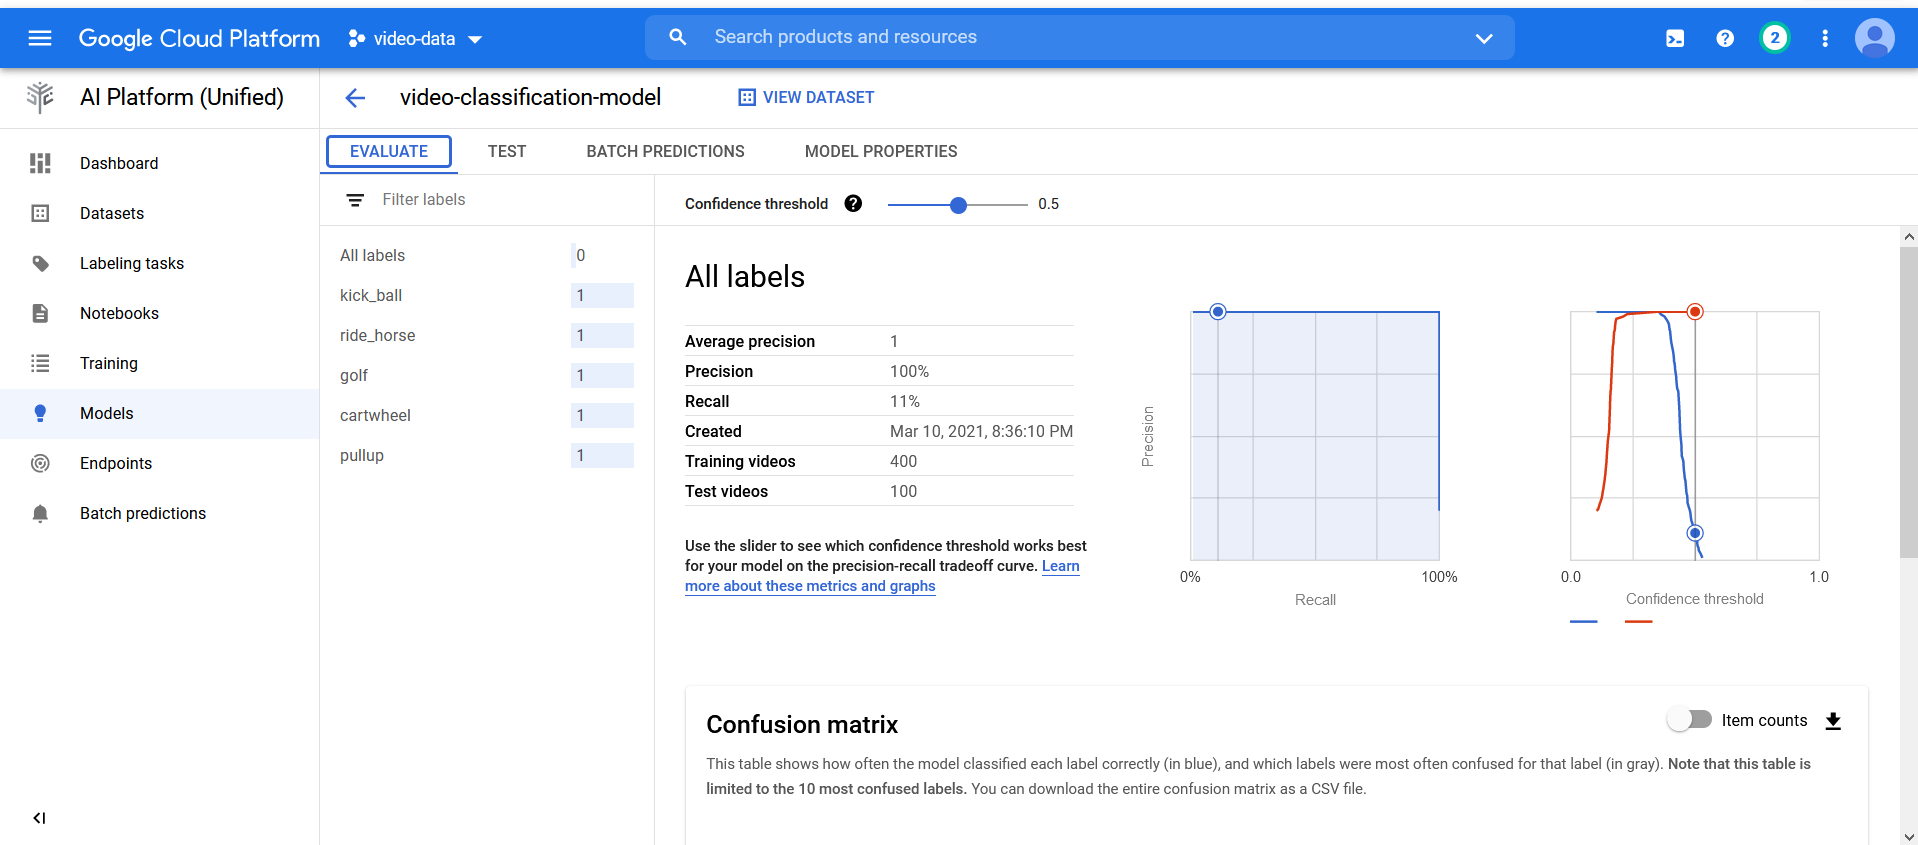 Google Cloud Platform
video-data
Search products and resources
2
AI Platform (Unified)
video-classification-model
VIEW DATASET
EVALUATE
TEST
BATCH PREDICTIONS
MODEL PROPERTIES
Dashboard
Datasets
Labeling tasks
Notebooks
Training
Models
Endpoints
Batch predictions
Filter labels
All labels 0
kick_ball 1
ride_horse 1
golf 1
cartwheel 1
pullup 1
Confidence threshold ? 0.5
All labels
Average precision 1
Precision 100%
Recall 11%
Created Mar 10, 2021, 8:36:10 PM
Training videos 400
Test videos 100
Use the slider to see which confidence threshold works best
for your model on the precision-recall tradeoff curve. Learn
more about these metrics and graphs
Precision
0% 100%
Recall
0.0 1.0
Confidence threshold
Confusion matrix
Item counts
This table shows how often the model classified each label correctly (in blue), and which labels were most often confused for that label (in gray). Note that this table is
limited to the 10 most confused labels. You can download the entire confusion matrix as a CSV file.